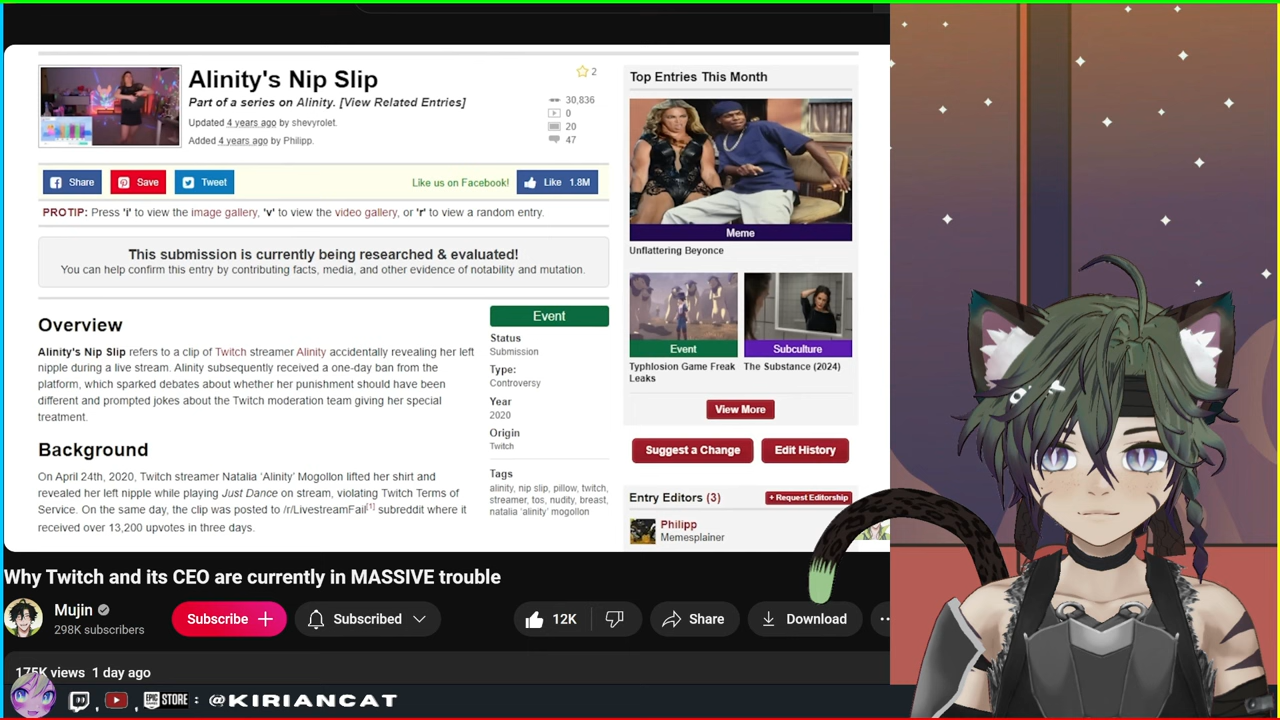 Alinity's Nip Slip
Part of a series on Alinity. [View Related Entries]
Updated 4 years ago by shevyrolet.
Added 4 years ago by Philipp.
2
30,836
0
20
47
Share
Save
Tweet
Like us on Facebook!
Like 1.8M
PROTIP: Press 'i' to view the image gallery, 'v' to view the video gallery, or 'r' to view a random entry.
This submission is currently being researched & evaluated!
You can help confirm this entry by contributing facts, media, and other evidence of notability and mutation.
Overview
Alinity's Nip Slip refers to a clip of Twitch streamer Alinity accidentally revealing her left
nipple during a live stream. Alinity subsequently received a one-day ban from the
platform, which sparked debates about whether her punishment should have been
different and prompted jokes about the Twitch moderation team giving her special
treatment.
Background
On April 24th, 2020, Twitch streamer Natalia 'Alinity' Mogollon lifted her shirt and
revealed her left nipple while playing Just Dance on stream, violating Twitch Terms of
Service. On the same day, the clip was posted to /r/LivestreamFail[1] subreddit where it
received over 13,200 upvotes in three days.
Event
Status
Submission
Type:
Controversy
Year
2020
Origin
Twitch
Tags
alinity, nip slip, pillow, twitch,
streamer, tos, nudity, breast,
natalia 'alinity' mogollon
Top Entries This Month
Meme
Unflattering Beyonce
Event
Typhlosion Game Freak
Leaks
Subculture
The Substance (2024)
View More
Suggest a Change
Edit History
Entry Editors (3)
+ Request Editorship
Philipp
Memesplainer
Why Twitch and its CEO are currently in MASSIVE trouble
Mujin
298K subscribers
Subscribe
Subscribed
12K
Share
Download
175K views 1 day ago
, , EPIC GAMES STORE : @KIRIANCAT